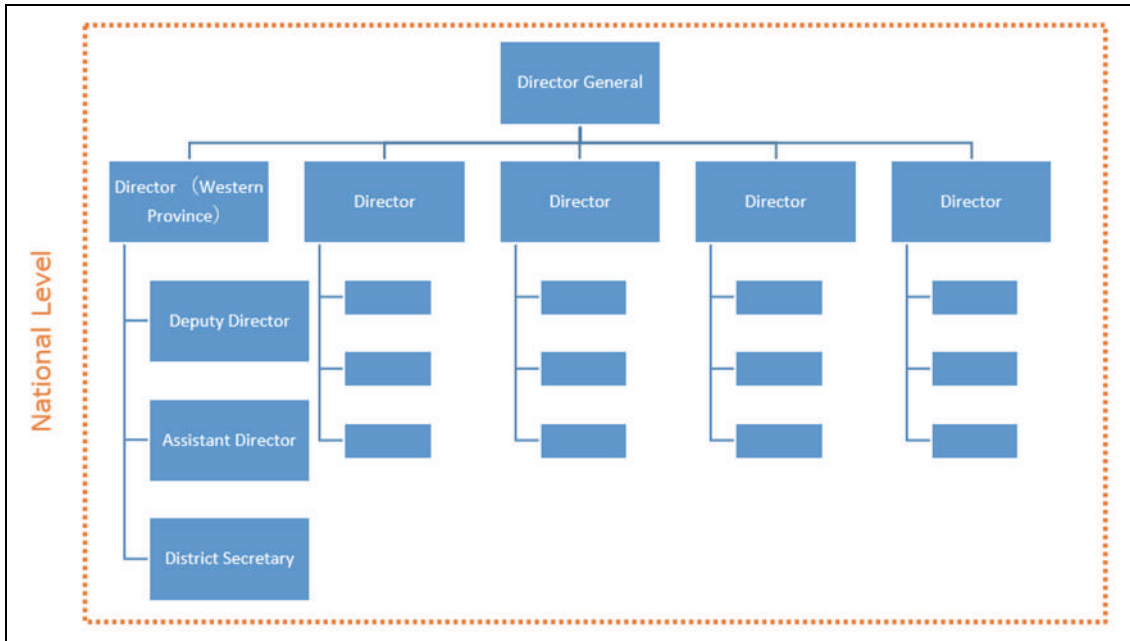 Director General
Director （Western
Province）
Director
Director
Director
Director
Deputy Director
Assistant Director
District Secretary
National Level